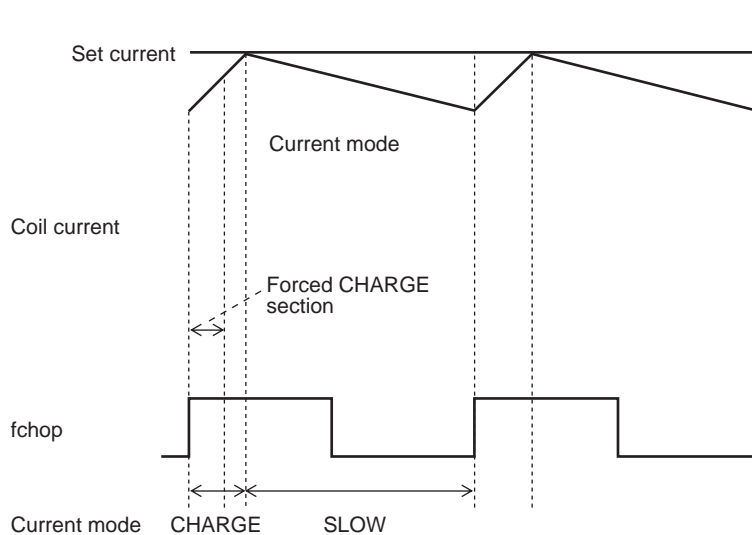 Set current
Current mode
Coil current
Forced CHARGE
section
fchop
Current mode CHARGE SLOW